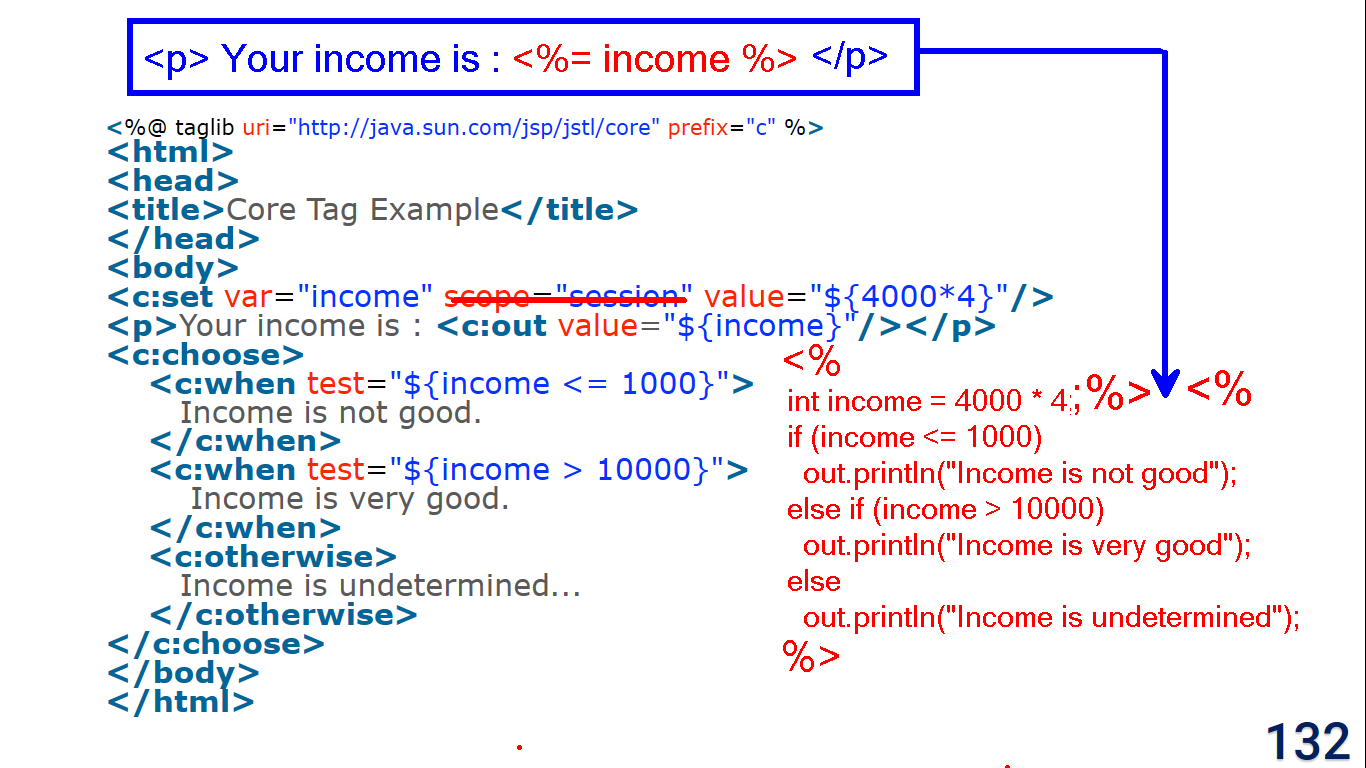 <p> Your income is : <%= income %> </p>
<%@ taglib uri="http://java.sun.com/jsp/jstl/core" prefix="c" %>
<html>
<head>
<title>Core Tag Example</title>
</head>
<body>
<c:set var="income" scope="session" value="${4000*4}"/>
<p>Your income is : <c:out value="${income}"/></p>
<c:choose>
<c:when test="${income <= 1000}">
Income is not good.
</c:when>
<c:when test="${income > 10000}">
Income is very good.
</c:when>
<c:otherwise>
Income is undetermined...
</c:otherwise>
</c:choose>
</body>
</html>
<%
int income = 4000 * 4;%> <%
if (income <= 1000)
out.println("Income is not good");
else if (income > 10000)
out.println("Income is very good");
else
out.println("Income is undetermined");
%>
132